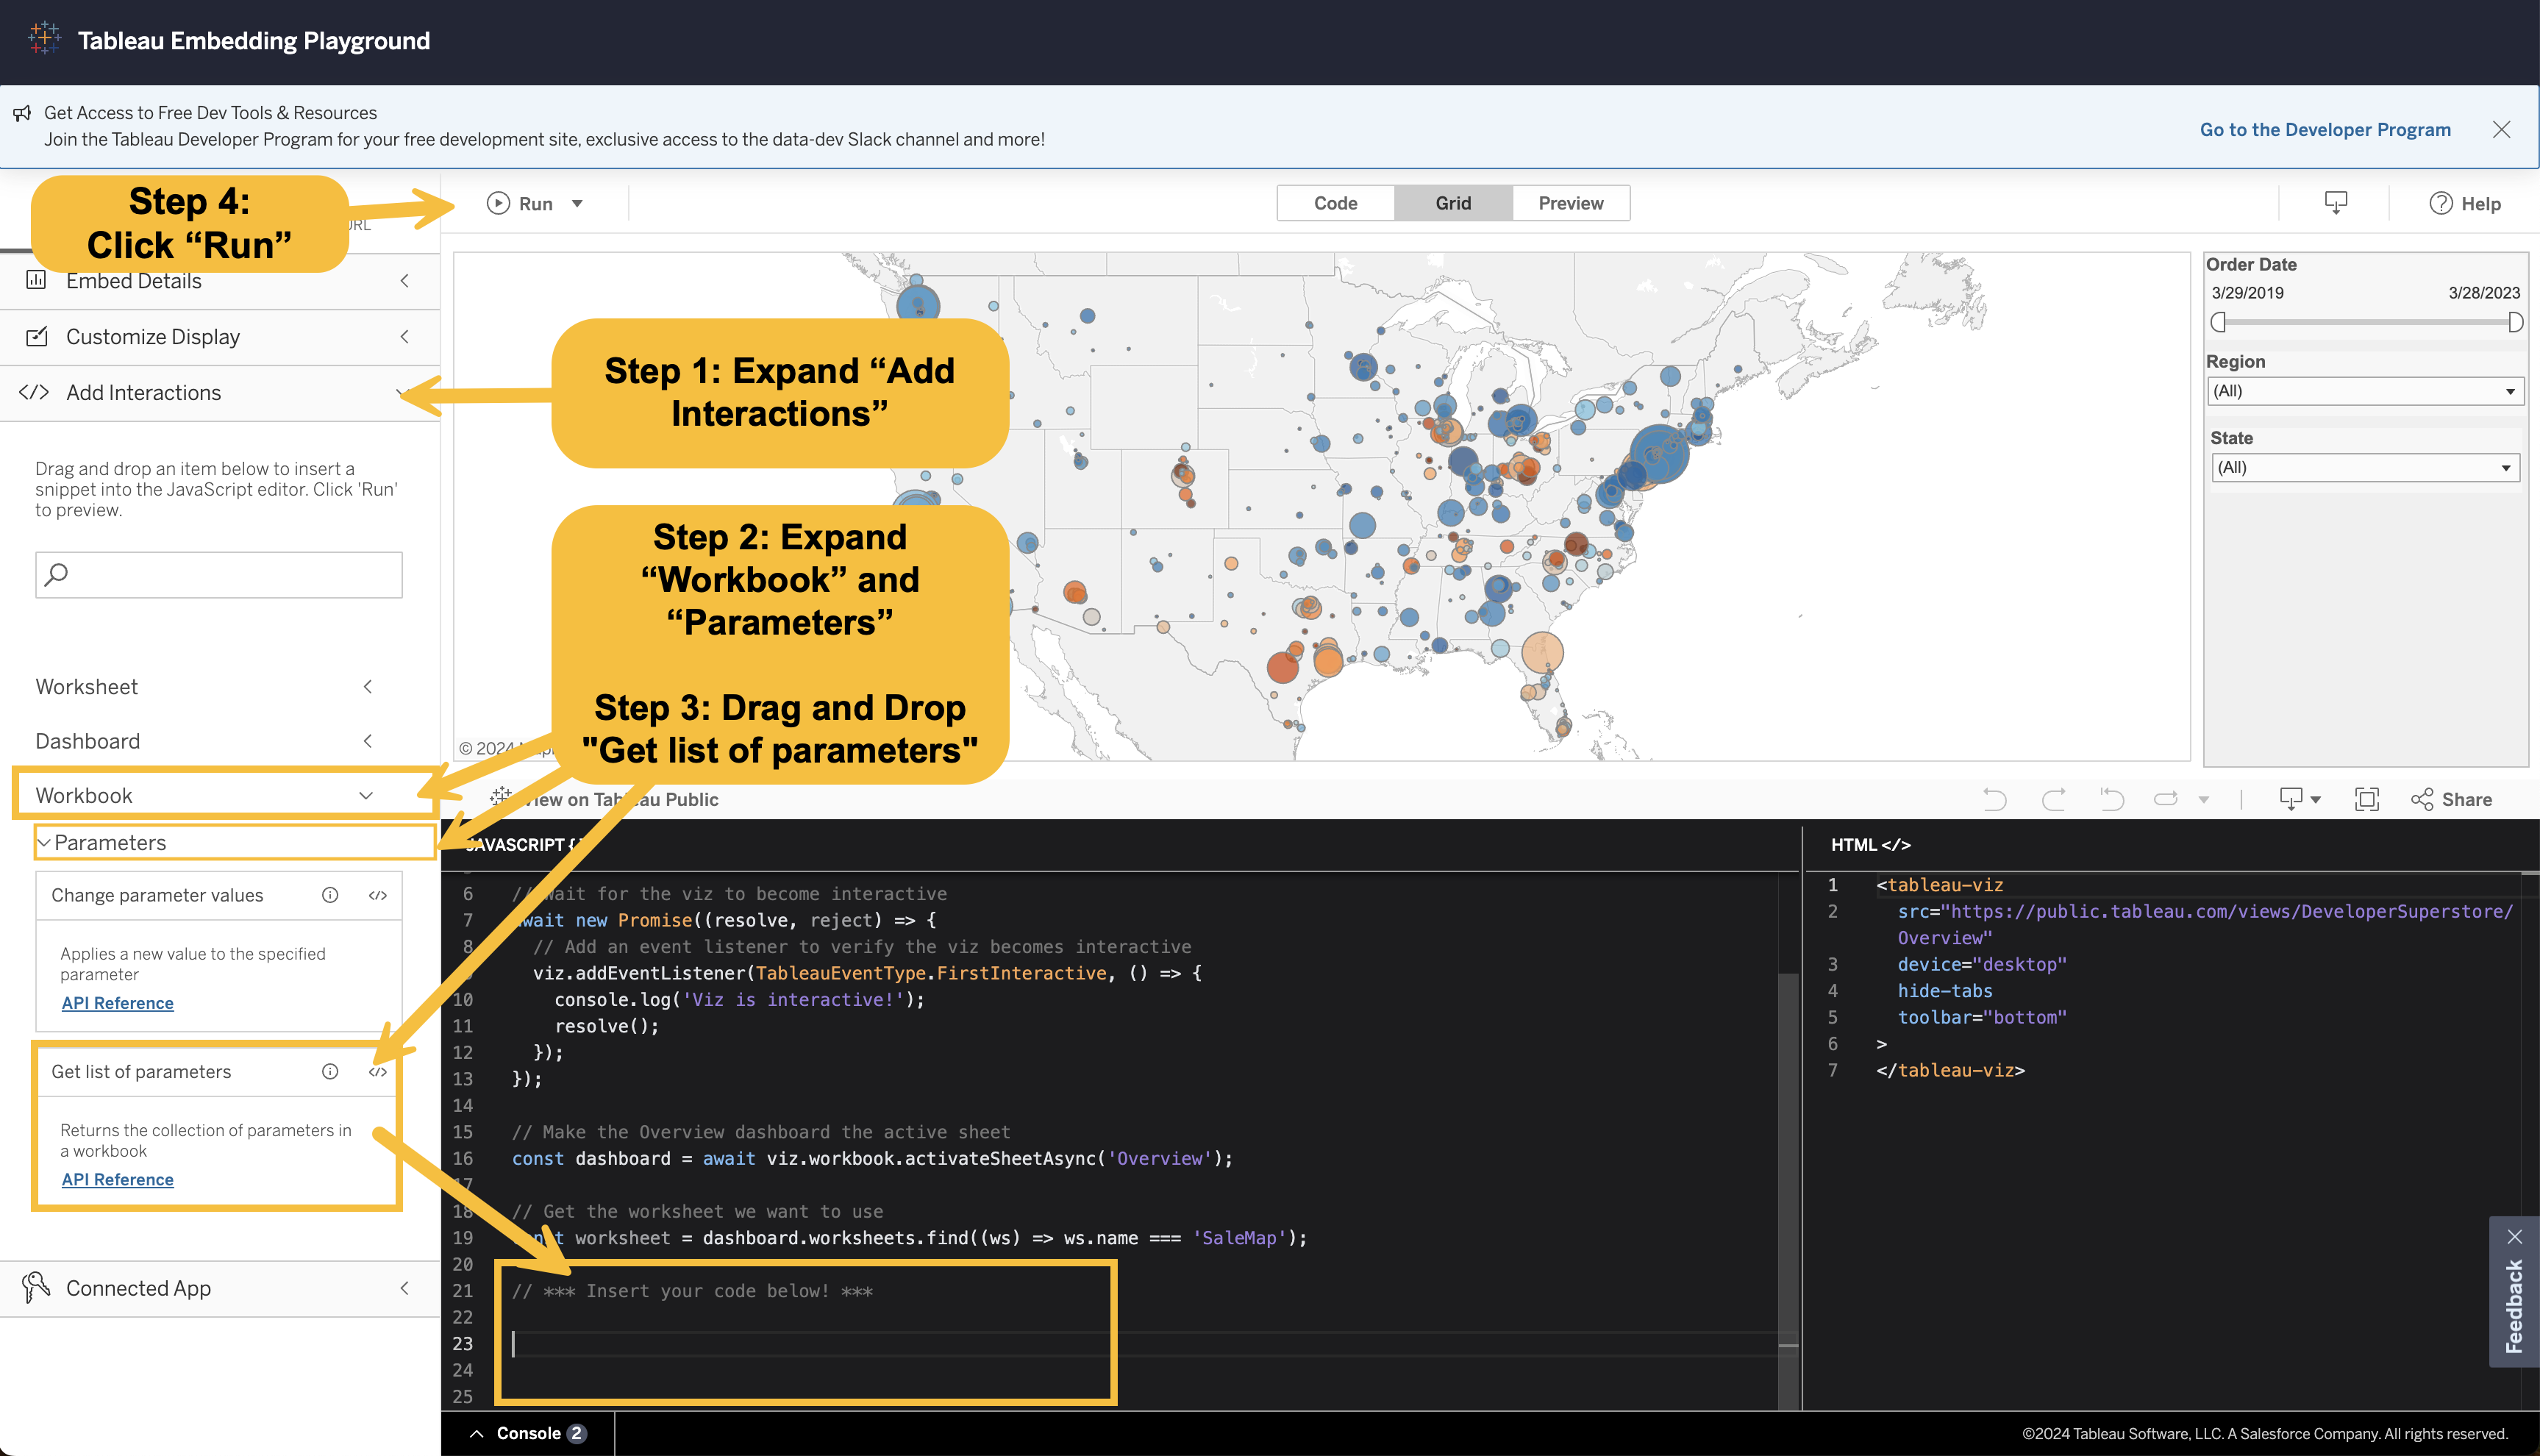 Tableau Embedding Playground
Get Access to Free Dev Tools & Resources
Join the Tableau Developer Program for your free development site, exclusive access to the data-dev Slack channel and more!
Go to the Developer Program
Step 4:
Click “Run”
URL
Run
Code
Grid
Preview
Help
Embed Details
Customize Display
</> Add Interactions
Drag and drop an item below to insert a
snippet into the JavaScript editor. Click 'Run'
to preview.
Worksheet
Dashboard
Workbook
Parameters
Change parameter values
</>
Applies a new value to the specified
parameter
API Reference
Get list of parameters
</>
Returns the collection of parameters in
a workbook
API Reference
Connected App
Step 1: Expand “Add
Interactions”
Step 2: Expand
“Workbook” and
“Parameters”
Step 3: Drag and Drop
"Get list of parameters"
© 2024
Order Date
3/29/2019
3/28/2023
Region
(All)
State
(All)
View on Tableau Public
Share
JAVASCRIPT {
6 // Wait for the viz to become interactive
7 await new Promise((resolve, reject) => {
8 // Add an event listener to verify the viz becomes interactive
viz.addEventListener(TableauEventType.FirstInteractive, () => {
10 console.log('Viz is interactive!');
11 resolve();
12 });
13 });
14
15 // Make the Overview dashboard the active sheet
16 const dashboard = await viz.workbook.activateSheetAsync('Overview');
17
18 // Get the worksheet we want to use
19 const worksheet = dashboard.worksheets.find((ws) => ws.name === 'SaleMap');
20
21 // *** Insert your code below! ***
22
23
24
25
HTML </>
1 <tableau-viz
2 src="https://public.tableau.com/views/DeveloperSuperstore/
Overview"
3 device="desktop"
4 hide-tabs
5 toolbar="bottom"
6 >
7 </tableau-viz>
Feedback
Console 2
©2024 Tableau Software, LLC. A Salesforce Company. All rights reserved.